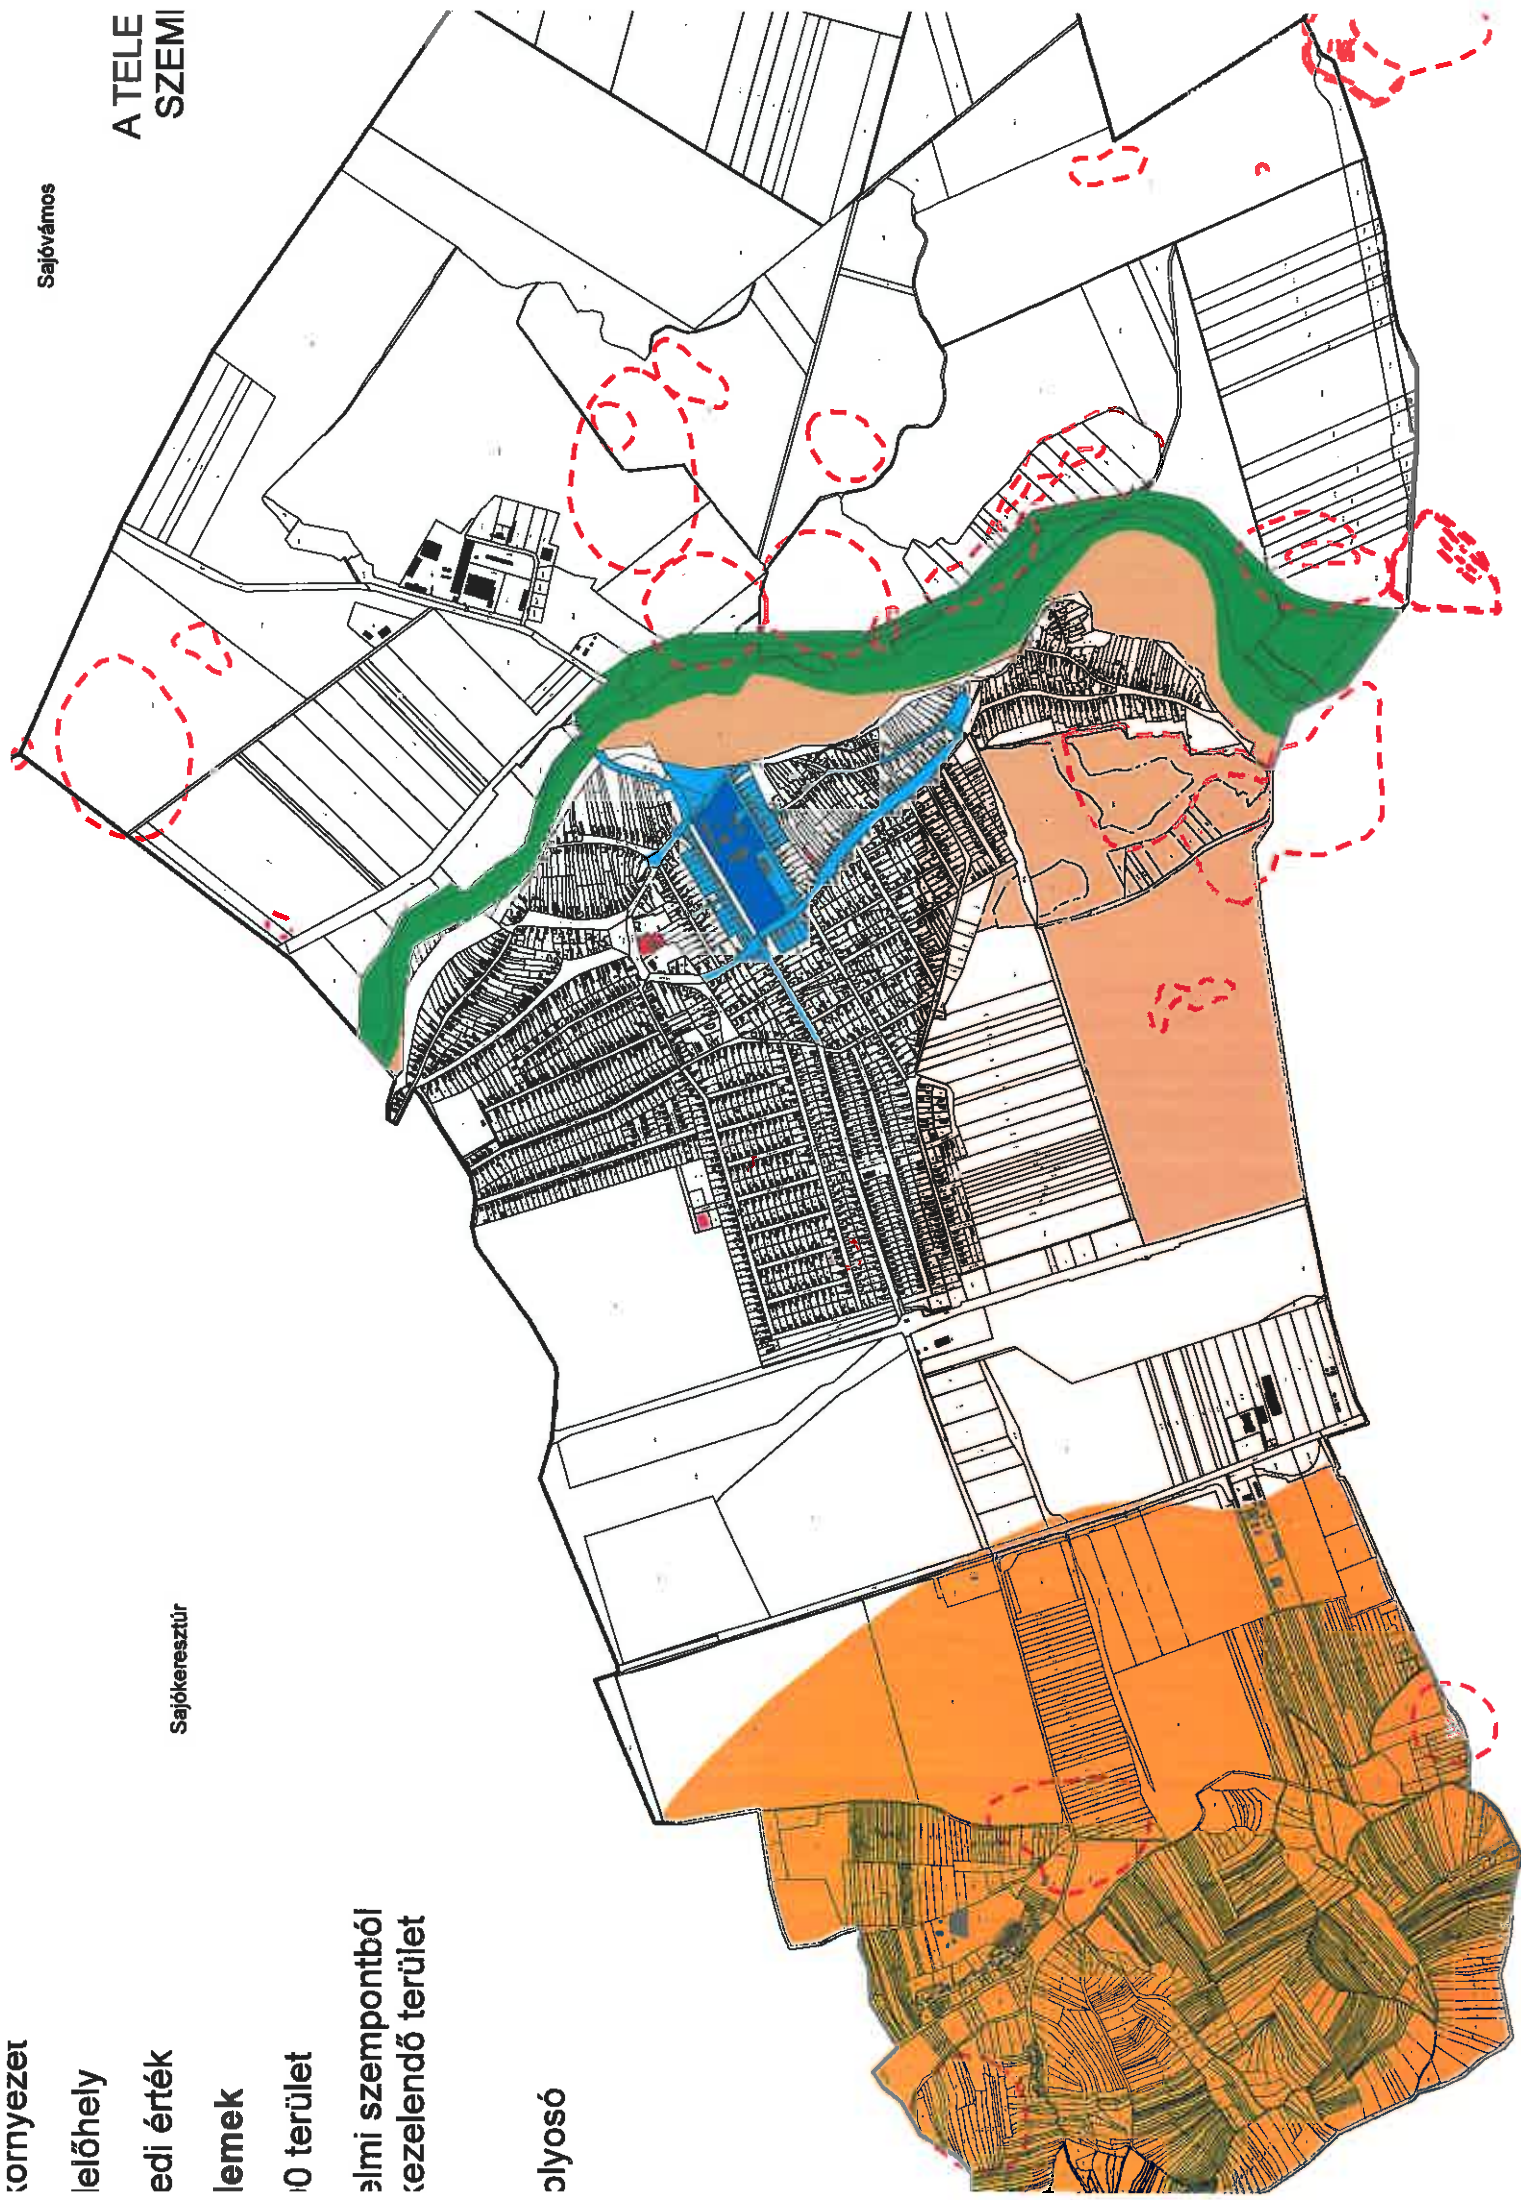 A TELE
SZEMI
Sajóvámos
Sajókeresztúr
környezet
lelőhely
edi érték
lemek
0 terület
elmi szempontból
kezelendő terület
olyosó